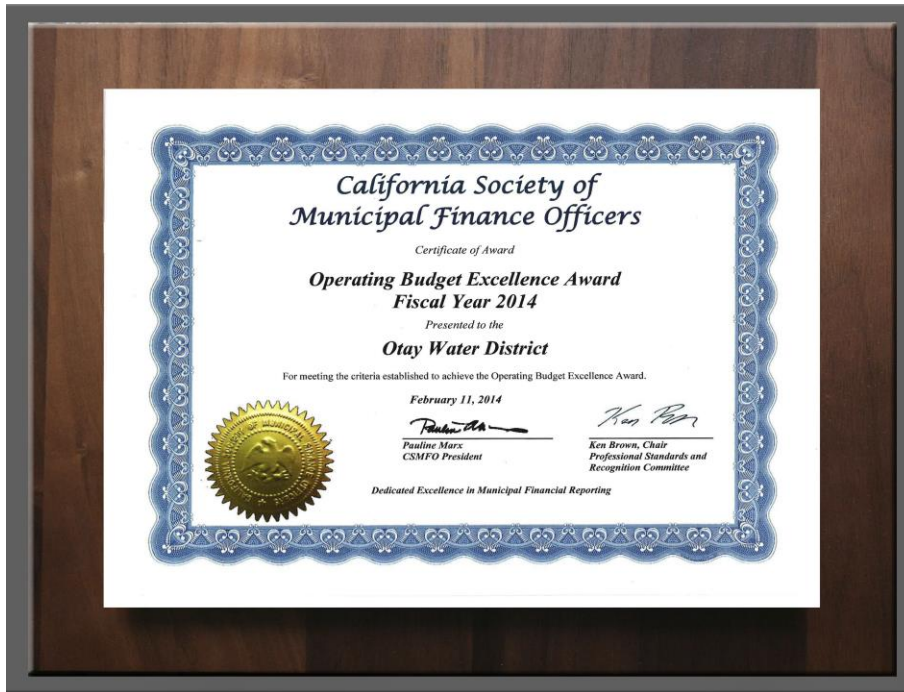 California Society of
Municipal Finance Officers
Certificate of Award
Operating Budget Excellence Award
Fiscal Year 2014
Presented to the
Otay Water District
For meeting the criteria established to achieve the Operating Budget Excellence Award.
February 11, 2014
Pauline Marx
CSMFO President
Ken Brown, Chair
Professional Standards and
Recognition Committee
Dedicated Excellence in Municipal Financial Reporting